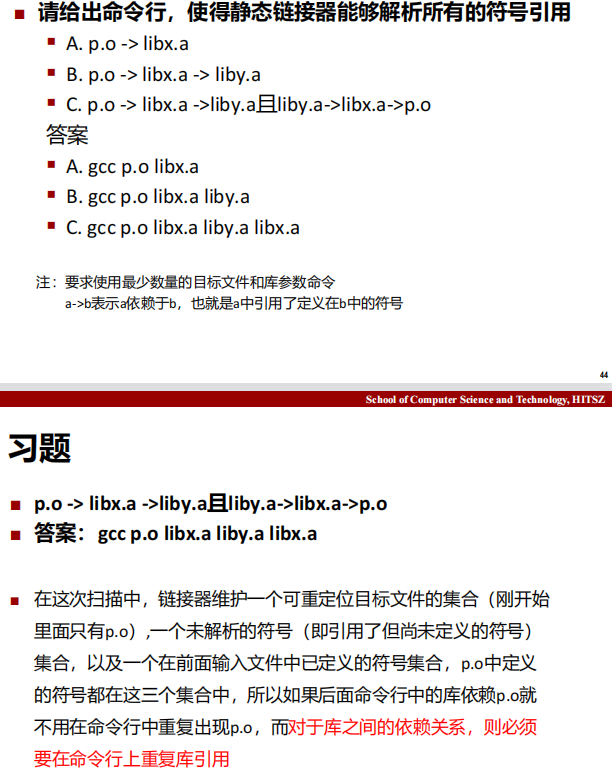 请给出命令行，使得静态链接器能够解析所有的符号引用
A. p.o -> libx.a
B. p.o -> libx.a -> liby.a
C. p.o -> libx.a ->liby.a且liby.a->libx.a->p.o
答案
A. gcc p.o libx.a
B. gcc p.o libx.a liby.a
C. gcc p.o libx.a liby.a libx.a
注：要求使用最少数量的目标文件和库参数命令
a->b表示a依赖于b，也就是a中引用了定义在b中的符号
44
School of Computer Science and Technology, HITSZ
习题
p.o -> libx.a ->liby.a且liby.a->libx.a->p.o
答案：gcc p.o libx.a liby.a libx.a
在这次扫描中，链接器维护一个可重定位目标文件的集合（刚开始
里面只有p.o）,一个未解析的符号（即引用了但尚未定义的符号）
集合，以及一个在前面输入文件中已定义的符号集合，p.o中定义
的符号都在这三个集合中，所以如果后面命令行中的库依赖p.o就
不用在命令行中重复出现p.o，而对于库之间的依赖关系，则必须
要在命令行上重复库引用